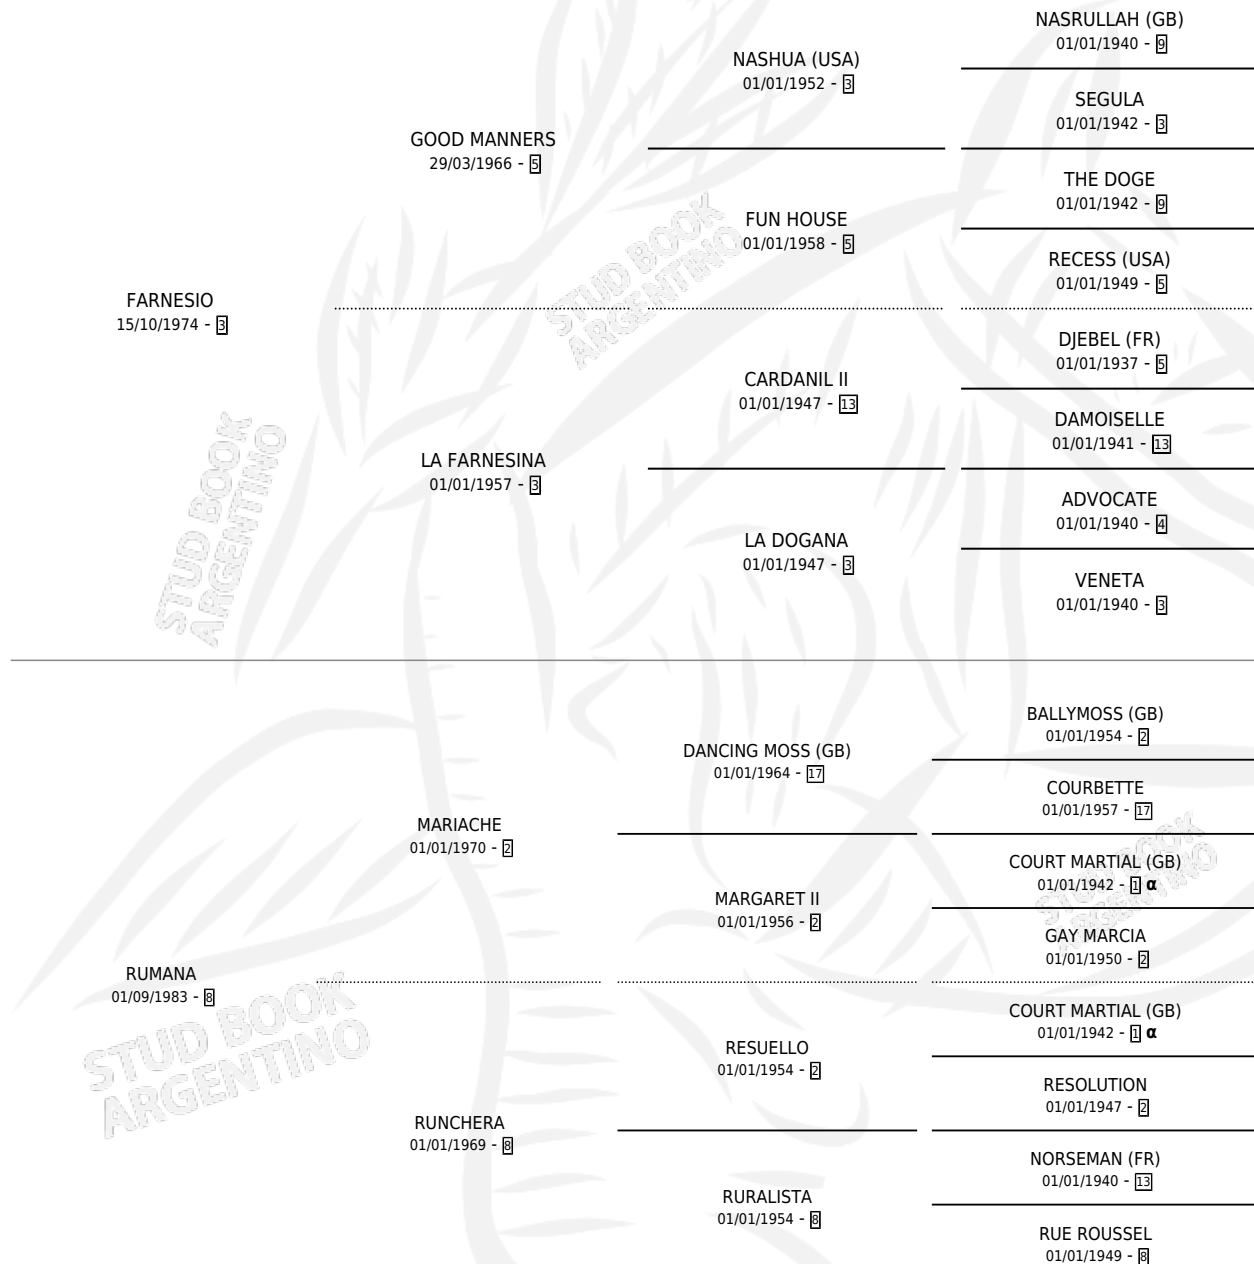 NASRULLAH (GB)
01/01/1940 - 9
NASHUA (USA)
01/01/1952 - 3
SEGULA
01/01/1942 - 3
GOOD MANNERS
29/03/1966 - 5
THE DOGE
01/01/1942 - 9
FUN HOUSE
01/01/1958 - 5
RECESS (USA)
01/01/1949 - 5
FARNESIO
15/10/1974 - 3
DJEBEL (FR)
01/01/1937 - 5
CARDANIL II
01/01/1947 - 13
DAMOISELLE
01/01/1941 - 13
LA FARNESINA
01/01/1957 - 3
ADVOCATE
01/01/1940 - 4
LA DOGANA
01/01/1947 - 3
VENETA
01/01/1940 - 3
BALLYMOSS (GB)
01/01/1954 - 2
DANCING MOSS (GB)
01/01/1964 - 17
COURBETTE
01/01/1957 - 17
MARIACHE
01/01/1970 - 2
COURT MARTIAL (GB)
01/01/1942 - 1 α
MARGARET II
01/01/1956 - 2
GAY MARCIA
01/01/1950 - 2
RUMANA
01/09/1983 - 8
COURT MARTIAL (GB)
01/01/1942 - 1 α
RESUELLO
01/01/1954 - 2
RESOLUTION
01/01/1947 - 2
RUNCHERA
01/01/1969 - 8
NORSEMAN (FR)
01/01/1940 - 13
RURALISTA
01/01/1954 - 8
RUE ROUSSEL
01/01/1949 - 8
STUD BOOK
ARGENTINO
STUD BOOK
ARGENTINO
STUD BOOK
ARGENTINO
STUD BOOK
ARGENTINO